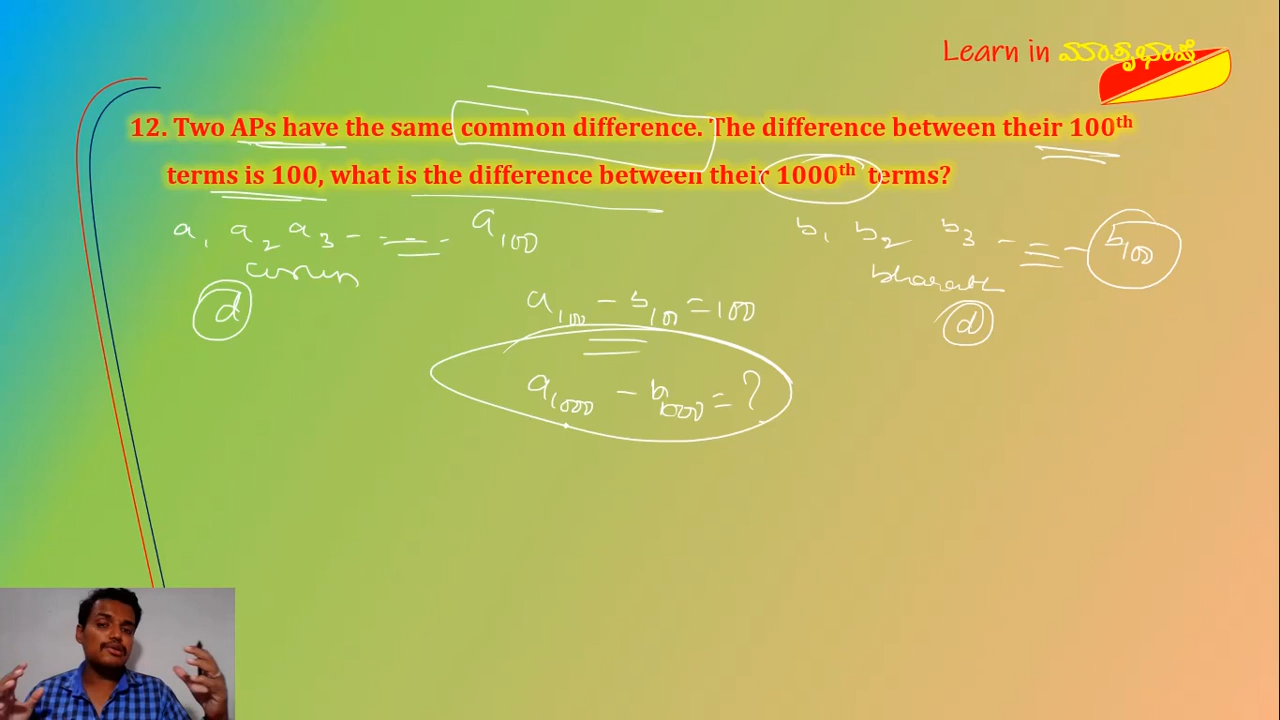 Learn in ಮಾತೃಭಾಷೆ
12. Two APs have the same common difference. The difference between their 100th
terms is 100, what is the difference between their 1000th terms?
a1 a2 a3 - - - - a100 b1 b2 b3 - - - b100
bharath
d d
a100 - b100 = 100
a1000 - b1000 = ?